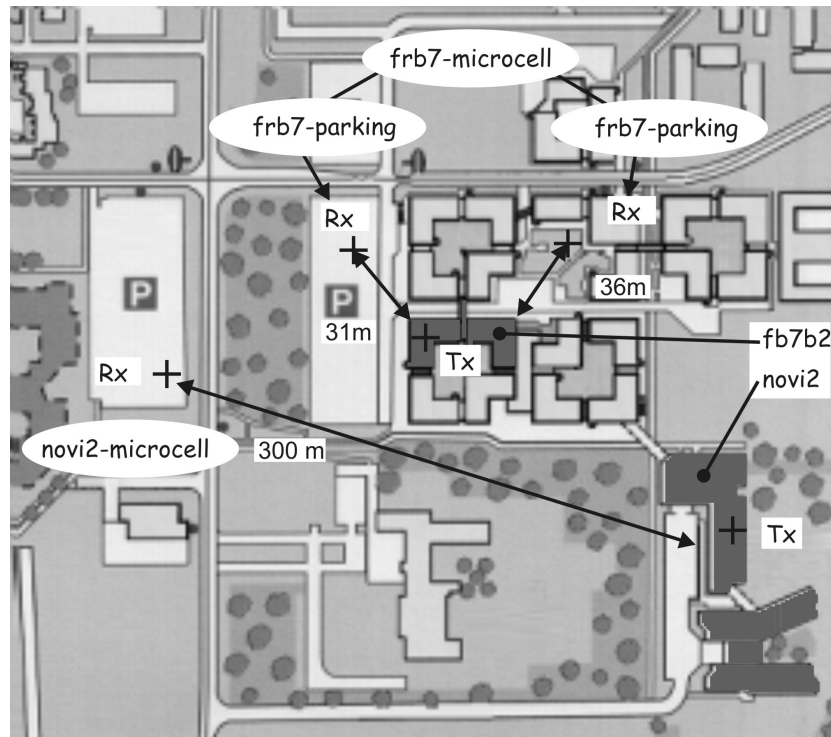 frb7-microcell
frb7-parking
frb7-parking
Rx
Rx
P
P
36m
31m
Tx
fb7b2
Rx
novi2
novi2-microcell
300 m
Tx